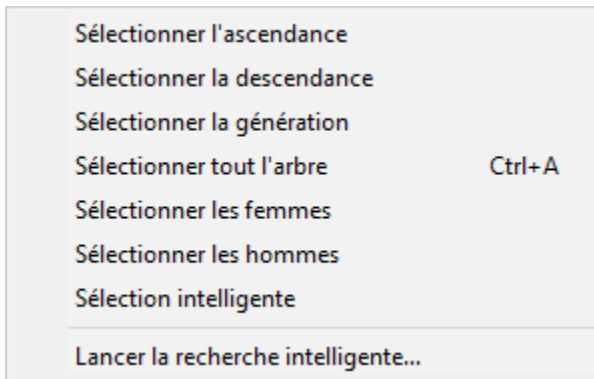 Sélectionner l'ascendance
Sélectionner la descendance
Sélectionner la génération
Sélectionner tout l'arbre Ctrl+A
Sélectionner les femmes
Sélectionner les hommes
Sélection intelligente
Lancer la recherche intelligente...